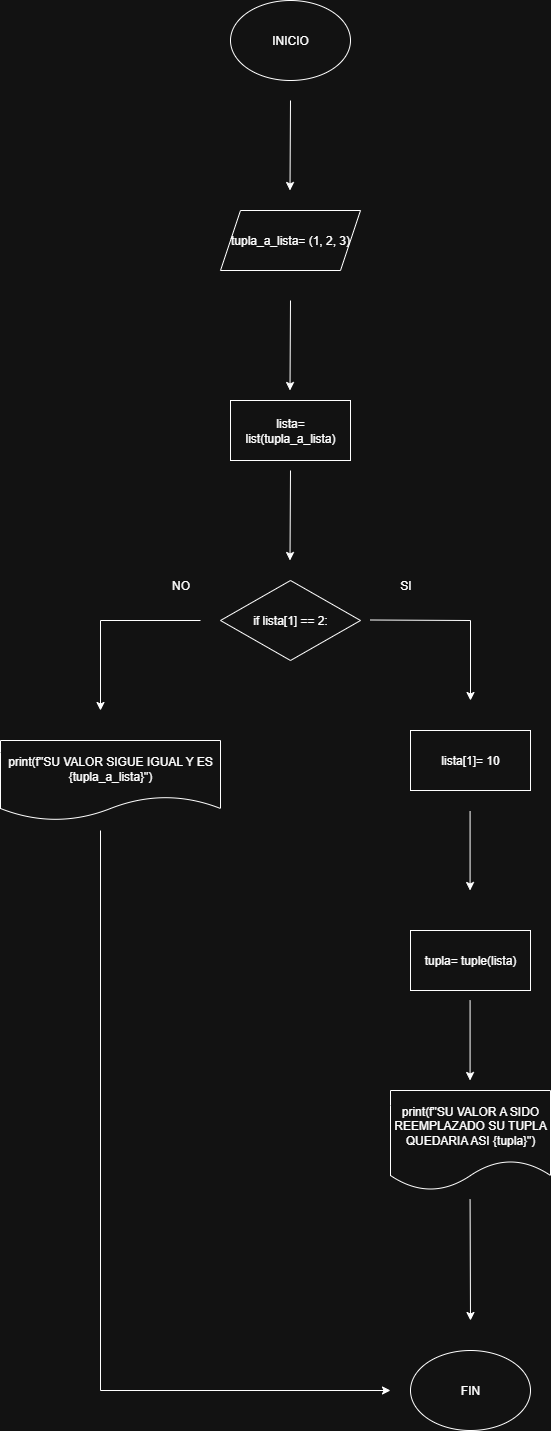 INICIO
tupla_a_lista= (1, 2, 3)
lista=
list(tupla_a_lista)
NO
SI
if lista[1] == 2:
print(f"SU VALOR SIGUE IGUAL Y ES
{tupla_a_lista}")
lista[1]= 10
tupla= tuple(lista)
print(f"SU VALOR A SIDO
REEMPLAZADO SU TUPLA
QUEDARIA ASI {tupla}")
FIN